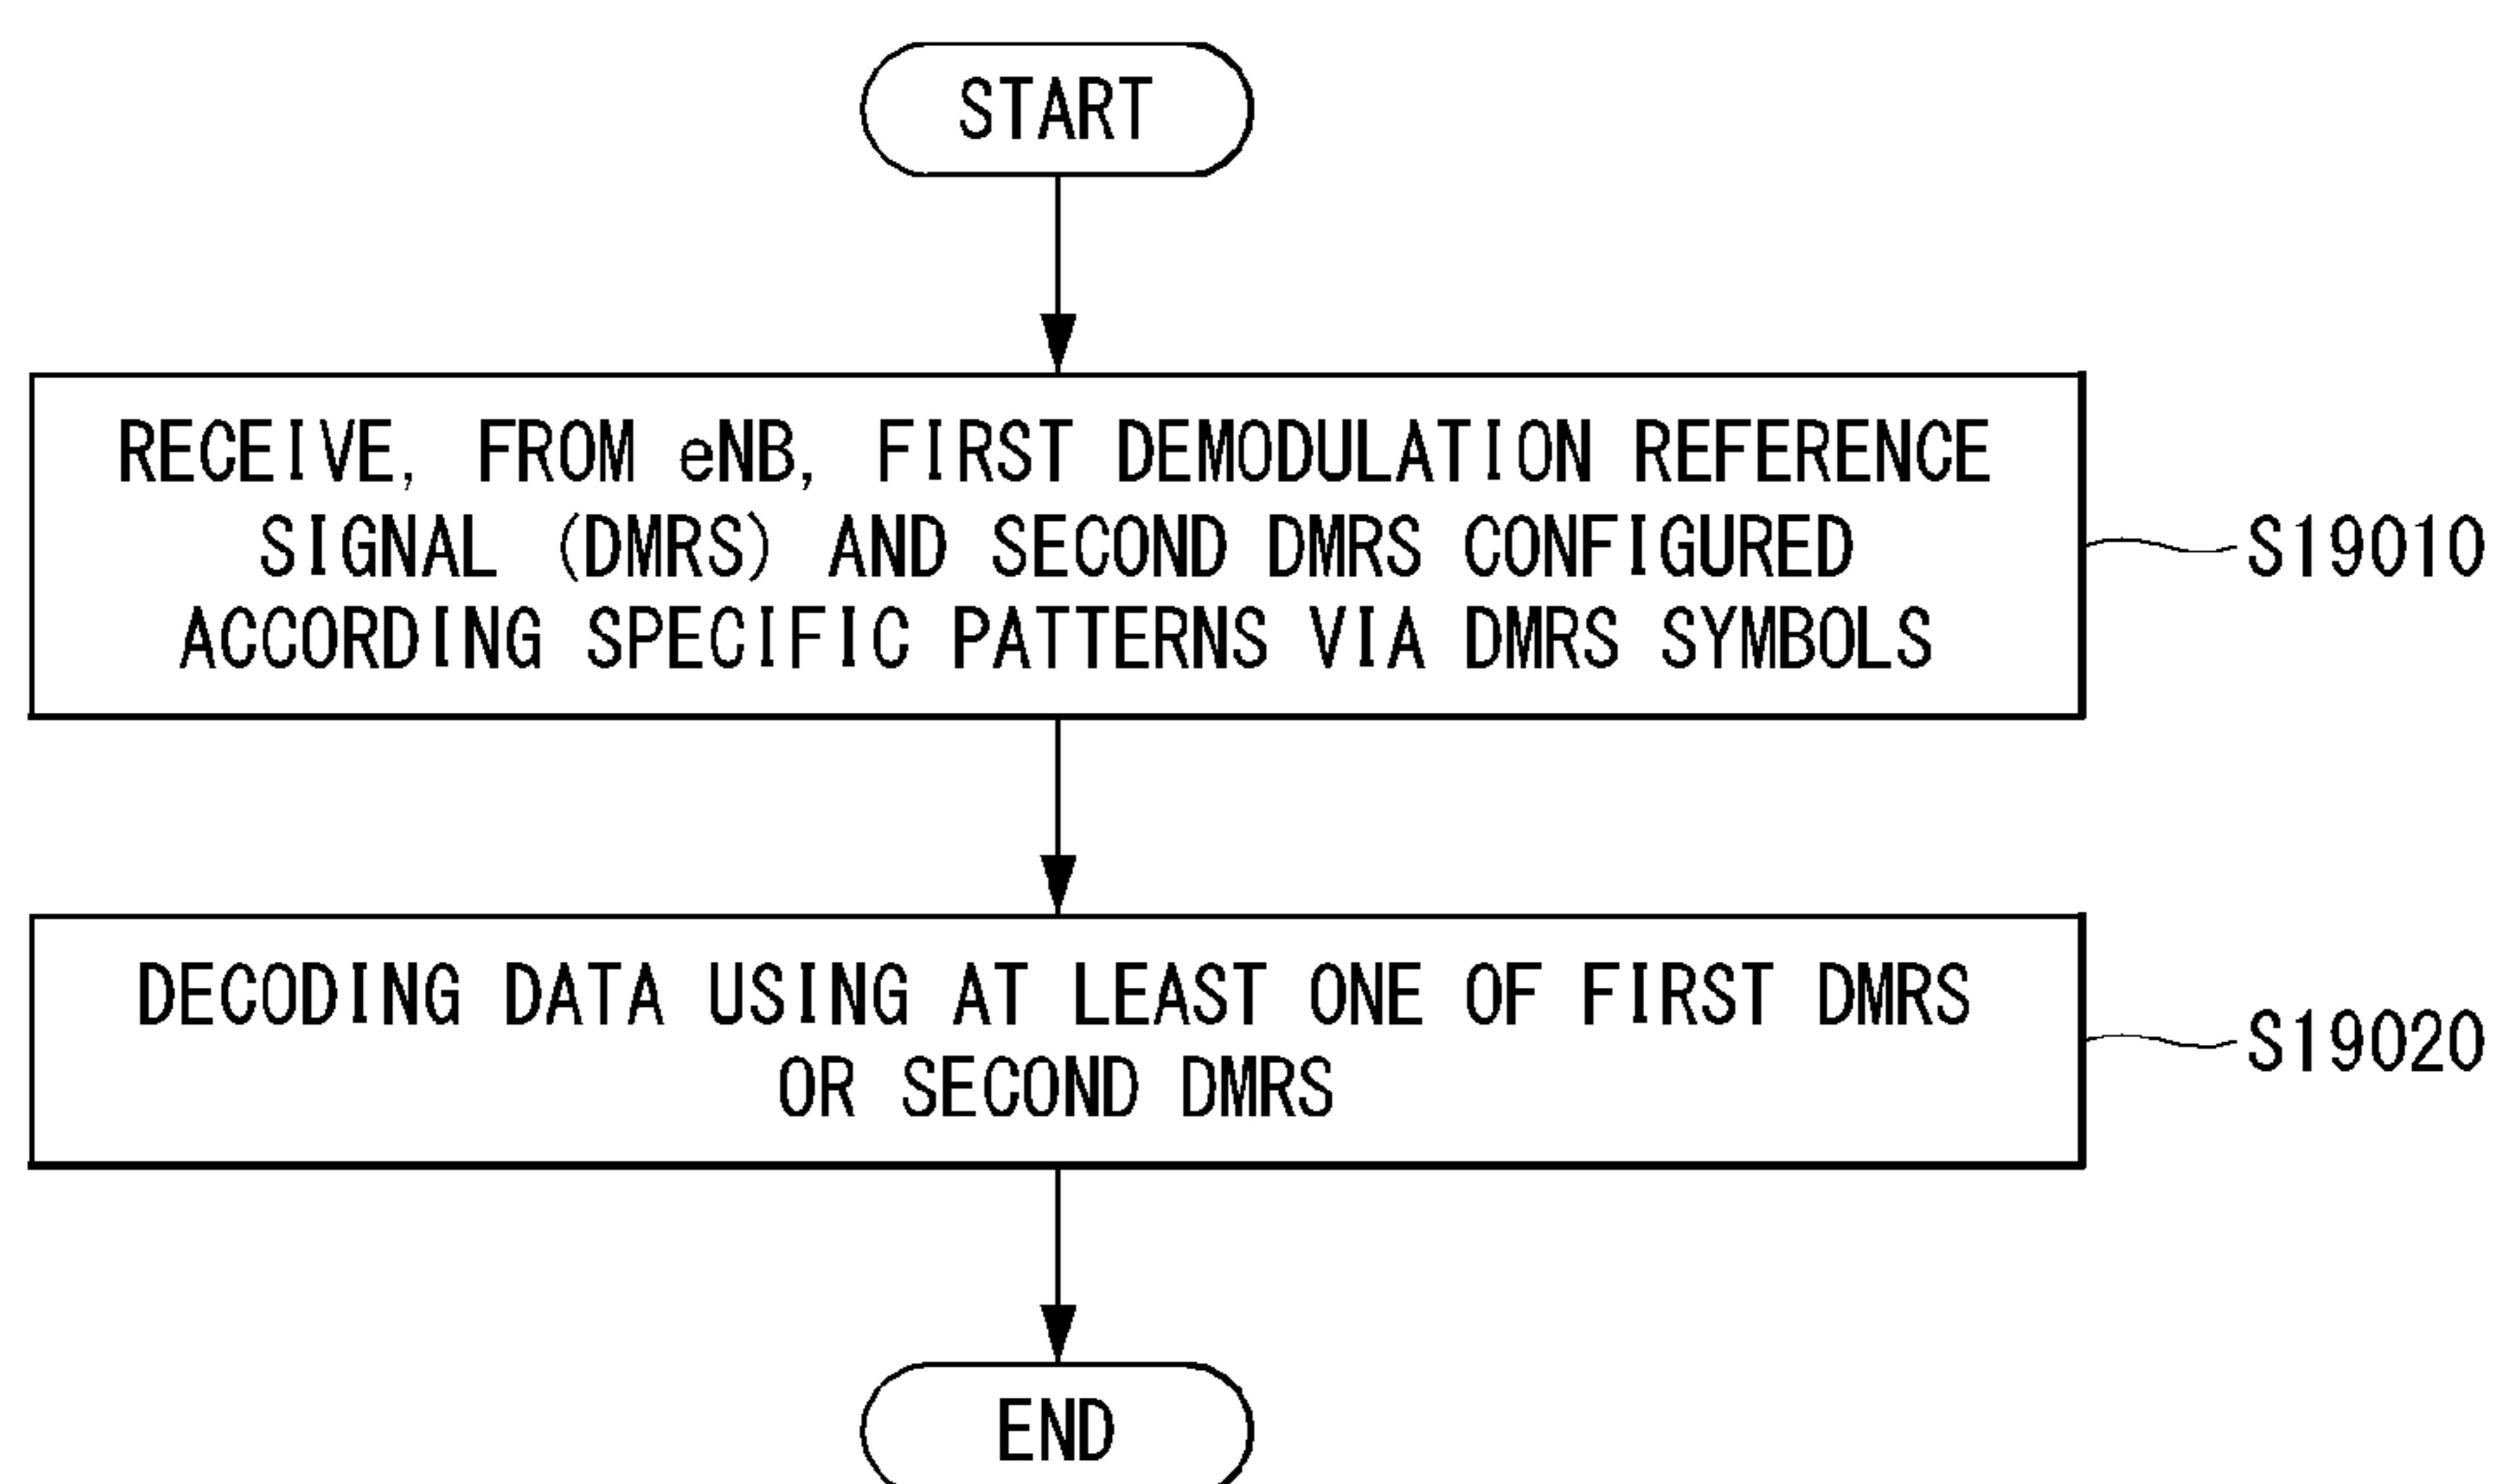 START
RECEIVE, FROM eNB, FIRST DEMODULATION REFERENCE
SIGNAL (DMRS) AND SECOND DMRS CONFIGURED
ACCORDING SPECIFIC PATTERNS VIA DMRS SYMBOLS
S19010
DECODING DATA USING AT LEAST ONE OF FIRST DMRS
OR SECOND DMRS
S19020
END